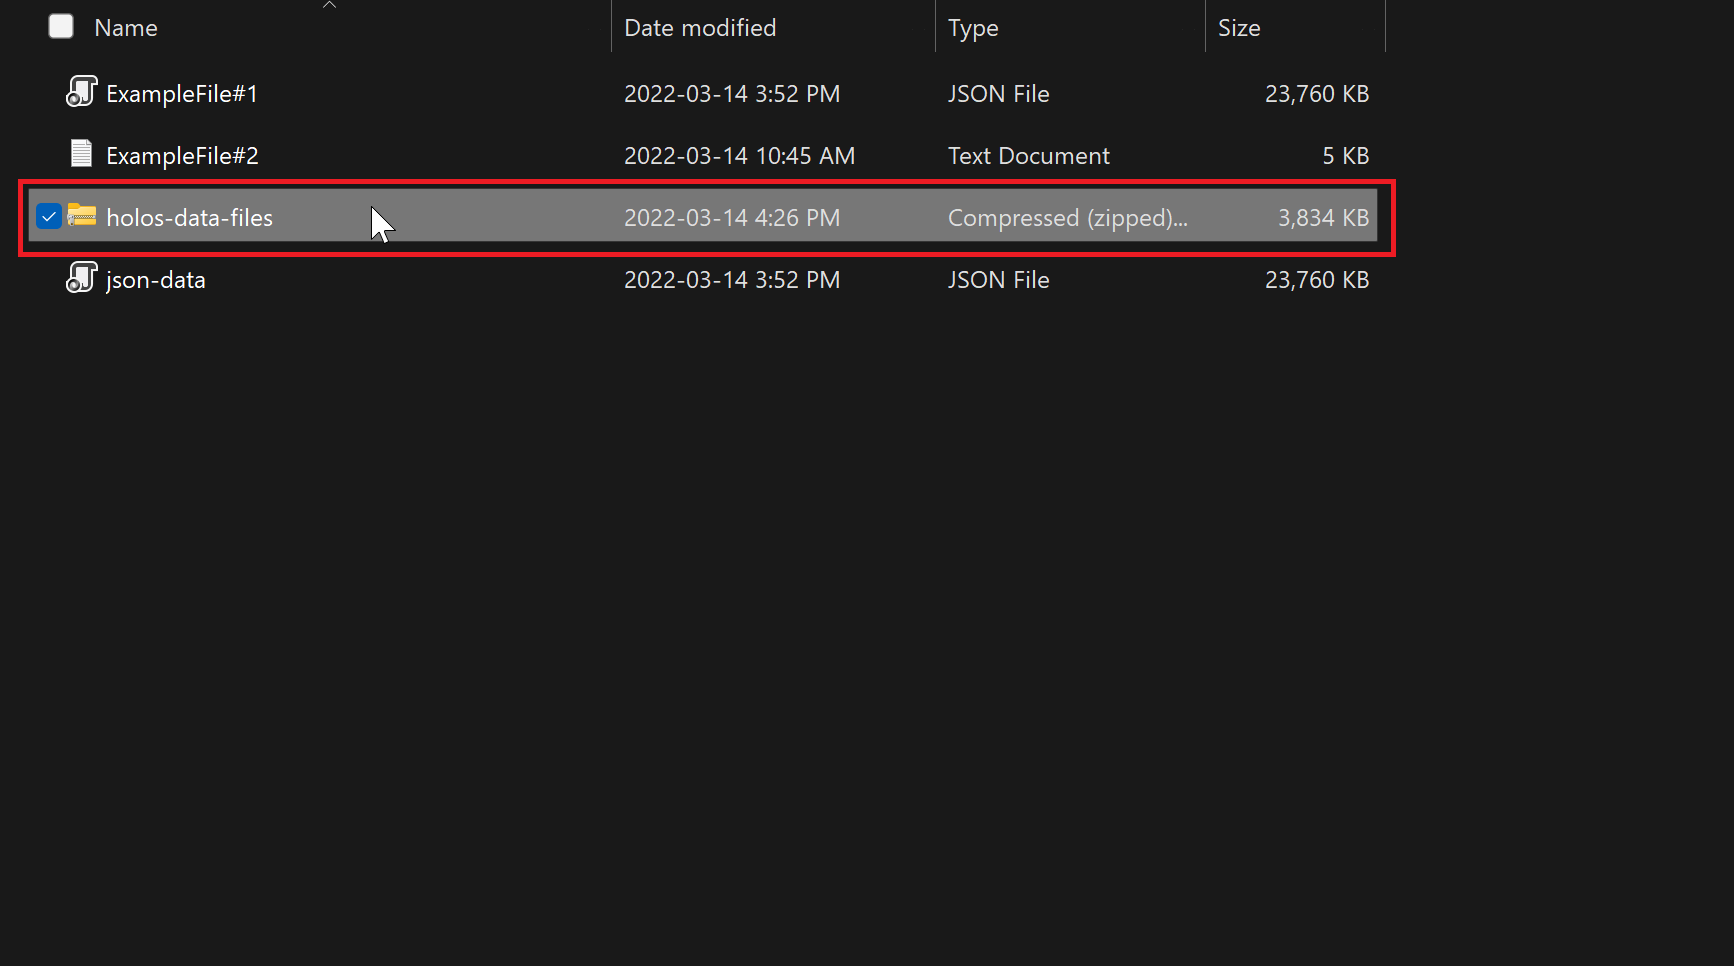 Name Date modified Type Size
ExampleFile#1 2022-03-14 3:52 PM JSON File 23,760 KB
ExampleFile#2 2022-03-14 10:45 AM Text Document 5 KB
holos-data-files 2022-03-14 4:26 PM Compressed (zipped)... 3,834 KB
json-data 2022-03-14 3:52 PM JSON File 23,760 KB